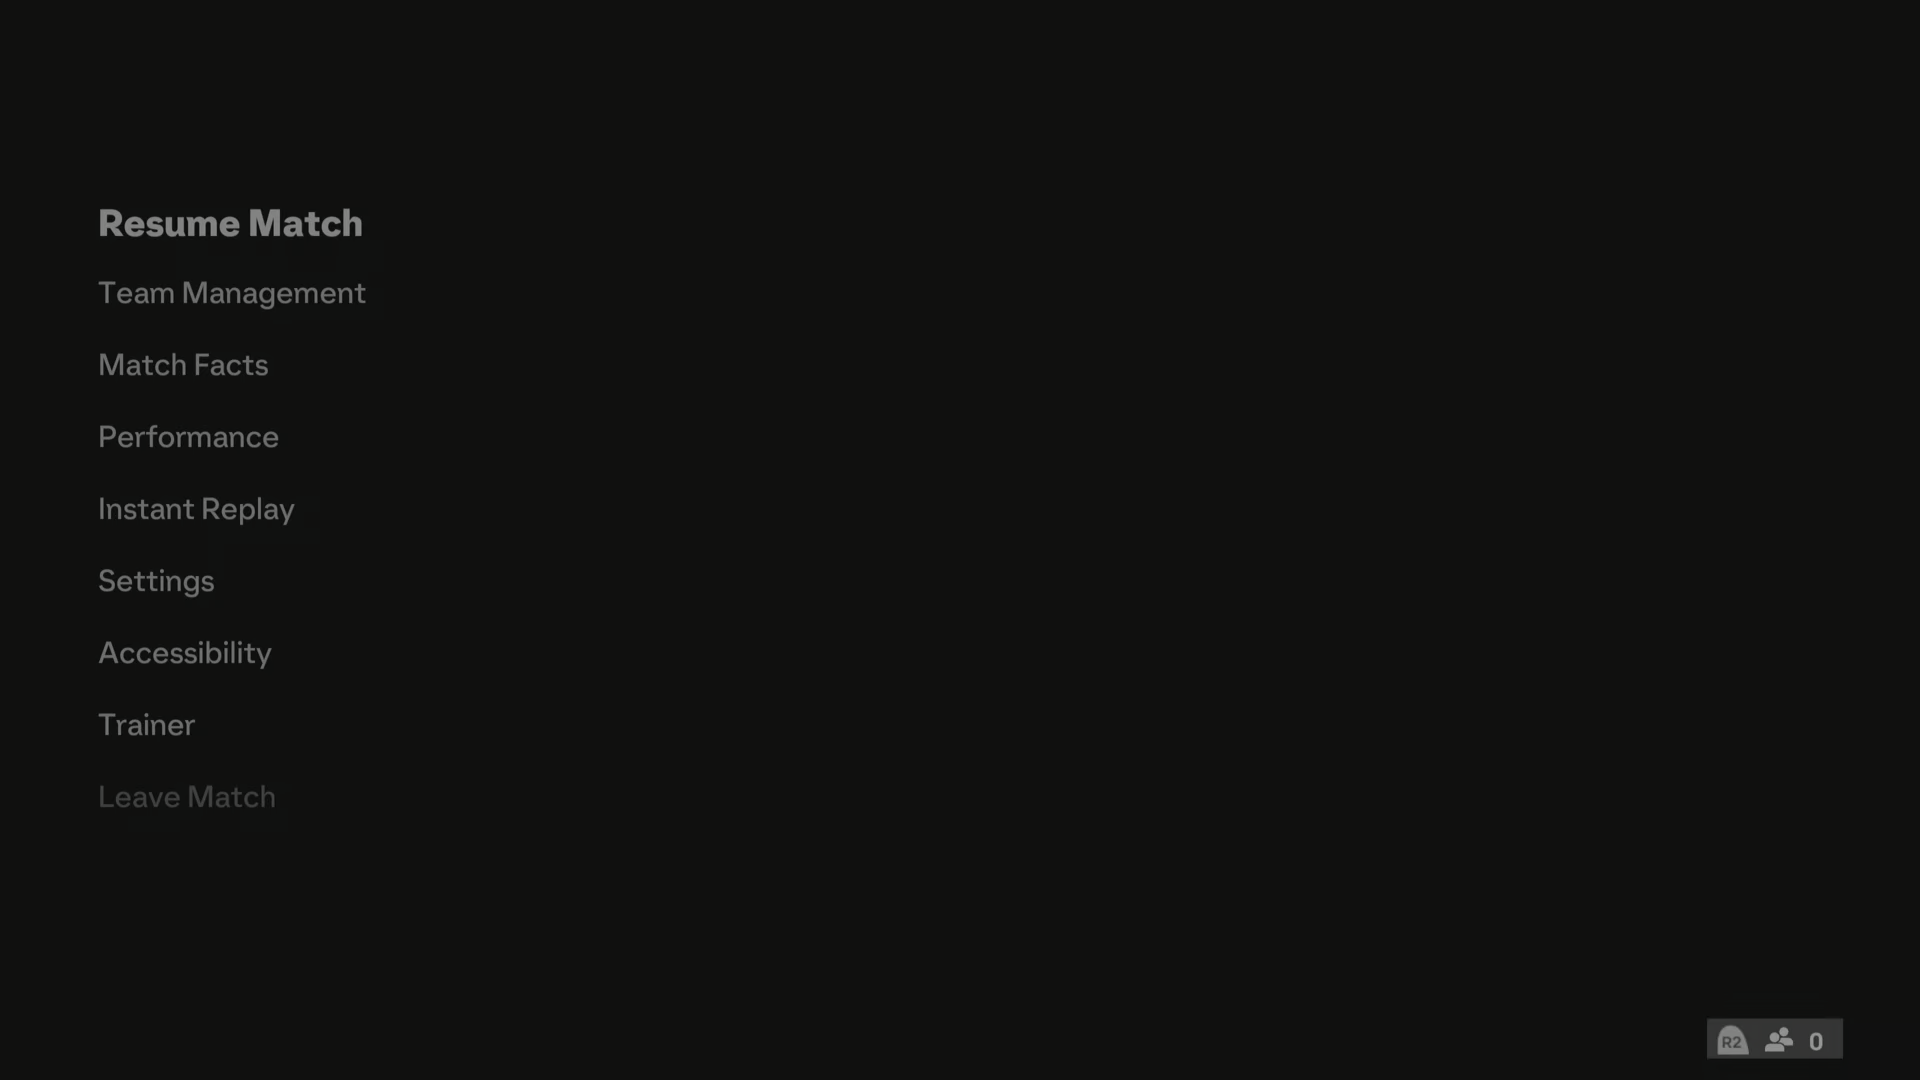 Resume Match
Team Management
Match Facts
Performance
Instant Replay
Settings
Accessibility
Trainer
Leave Match
R2 0